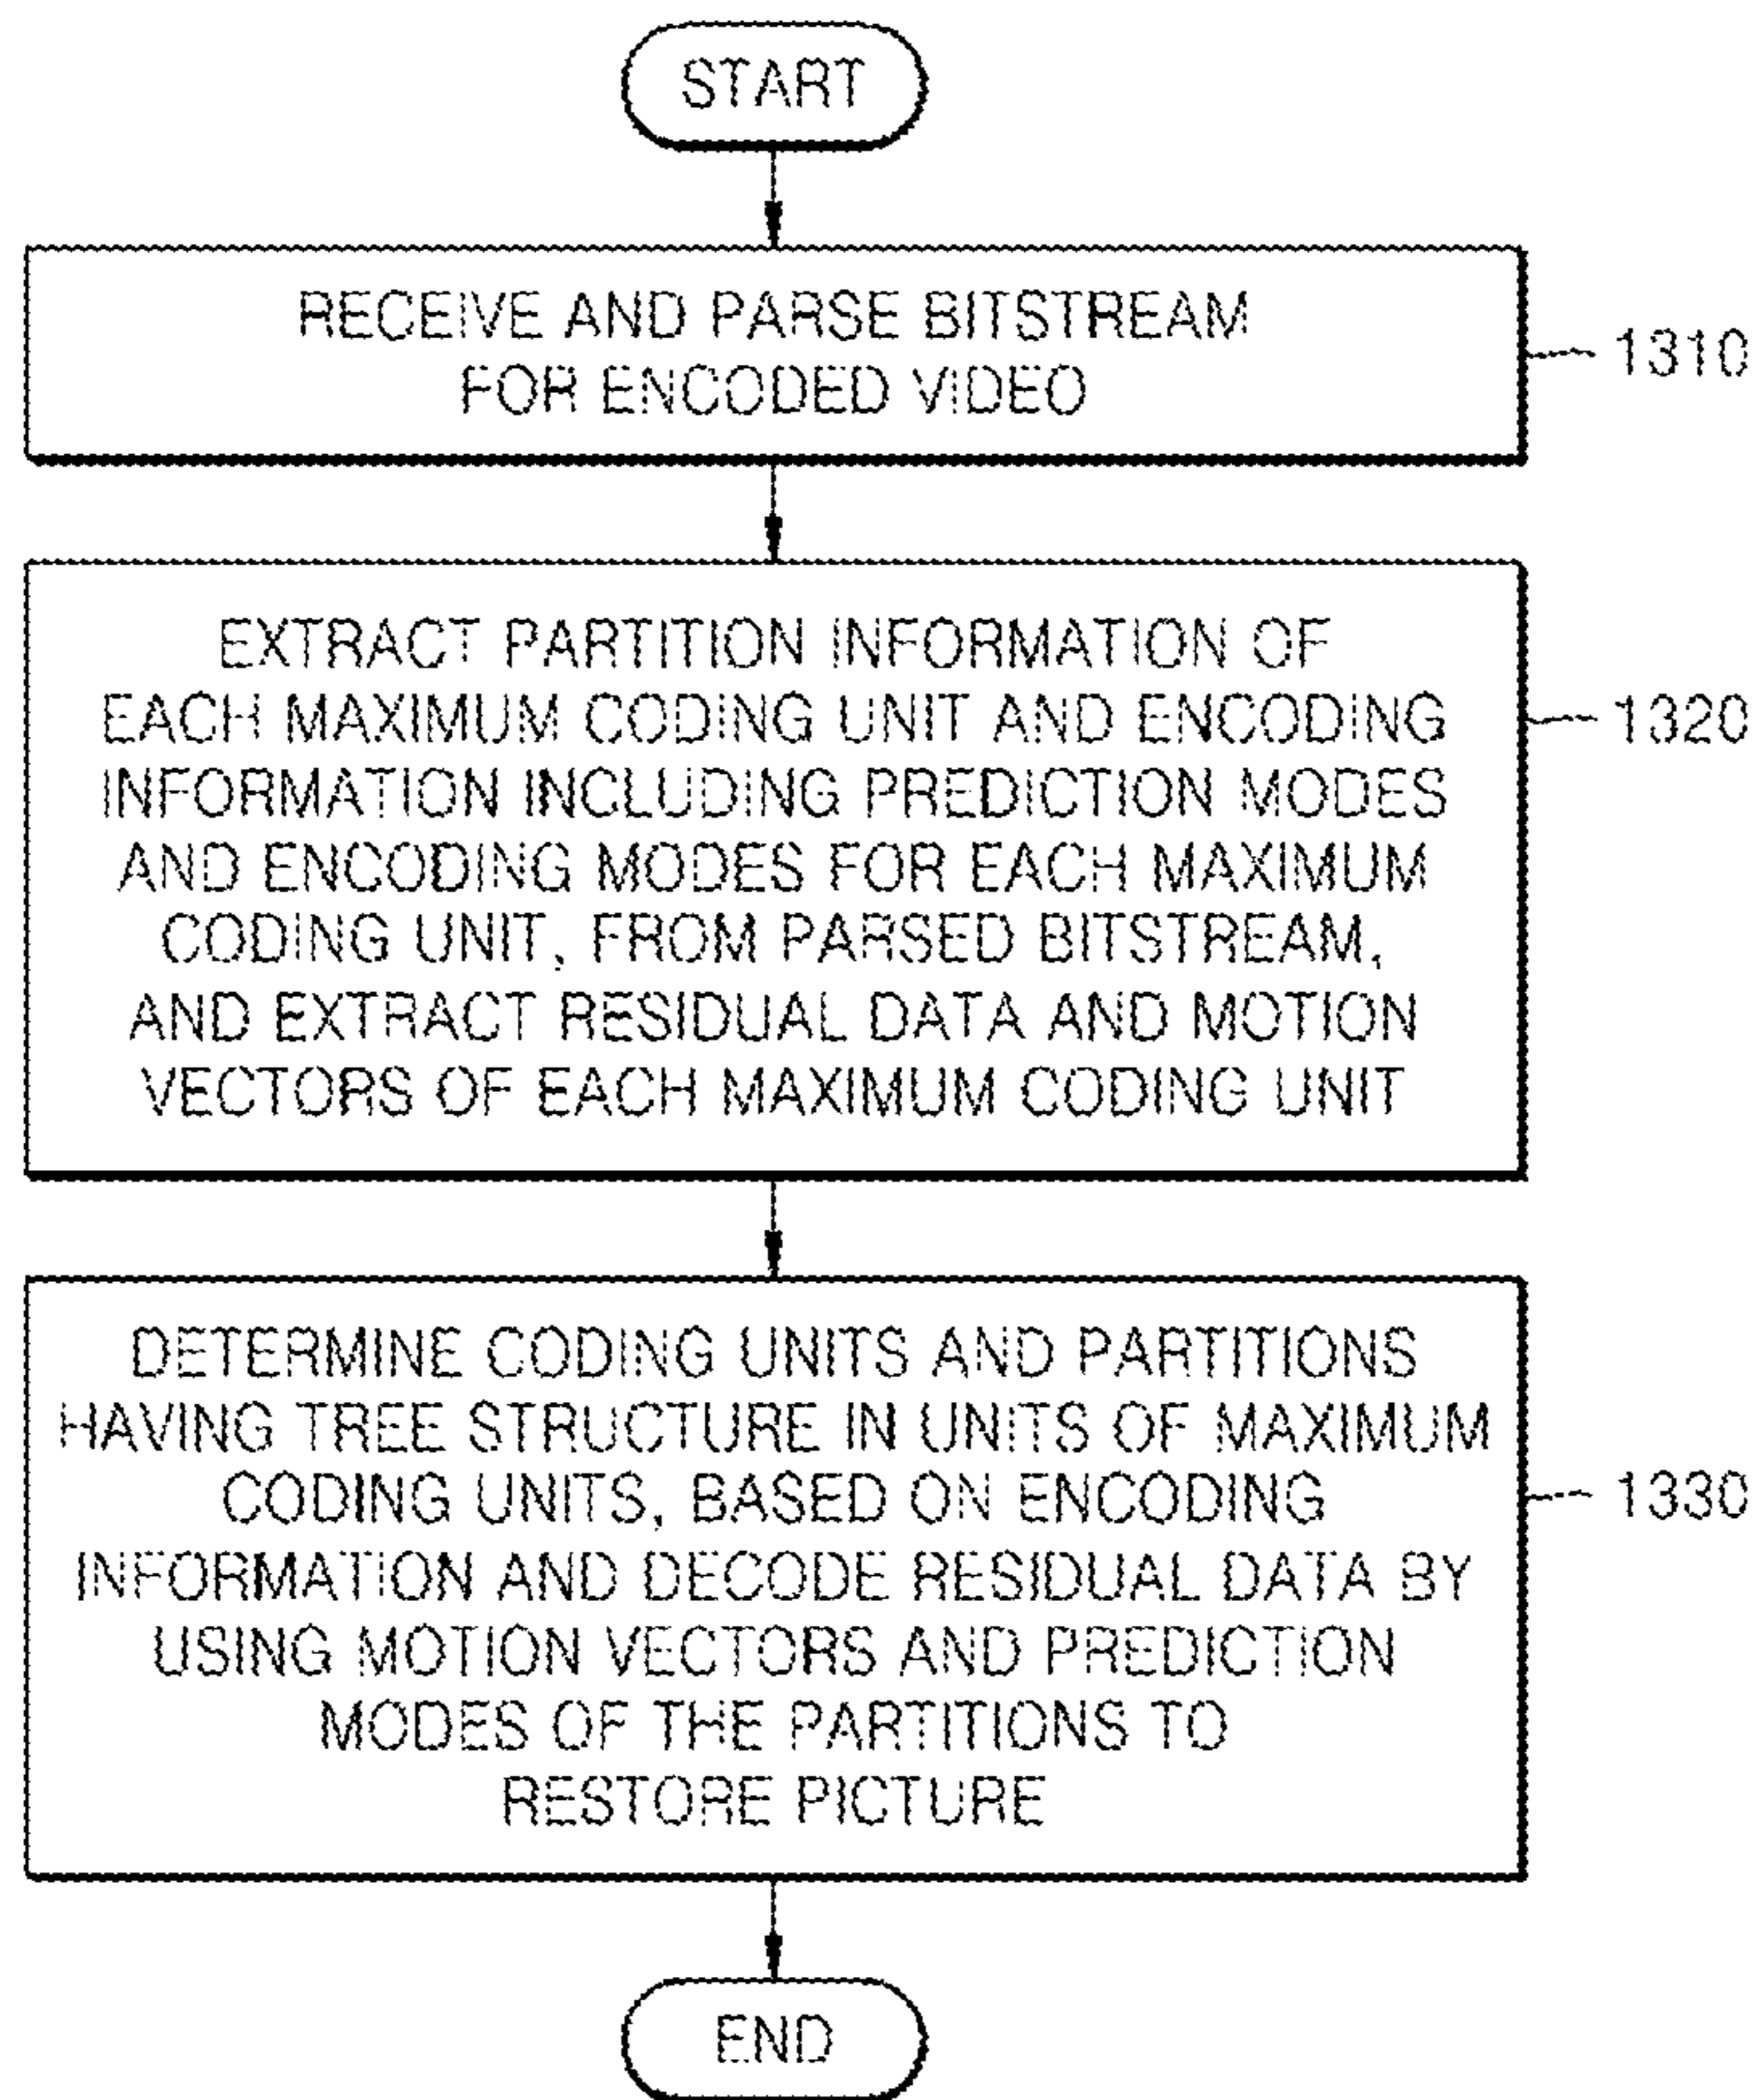 START
RECEIVE AND PARSE BITSTREAM
FOR ENCODED VIDEO
1310
EXTRACT PARTITION INFORMATION OF
EACH MAXIMUM CODING UNIT AND ENCODING
INFORMATION INCLUDING PREDICTION MODES
AND ENCODING MODES FOR EACH MAXIMUM
CODING UNIT, FROM PARSED BITSTREAM,
AND EXTRACT RESIDUAL DATA AND MOTION
VECTORS OF EACH MAXIMUM CODING UNIT
1320
DETERMINE CODING UNITS AND PARTITIONS
HAVING TREE STRUCTURE IN UNITS OF MAXIMUM
CODING UNITS, BASED ON ENCODING
INFORMATION AND DECODE RESIDUAL DATA BY
USING MOTION VECTORS AND PREDICTION
MODES OF THE PARTITIONS TO
RESTORE PICTURE
1330
END